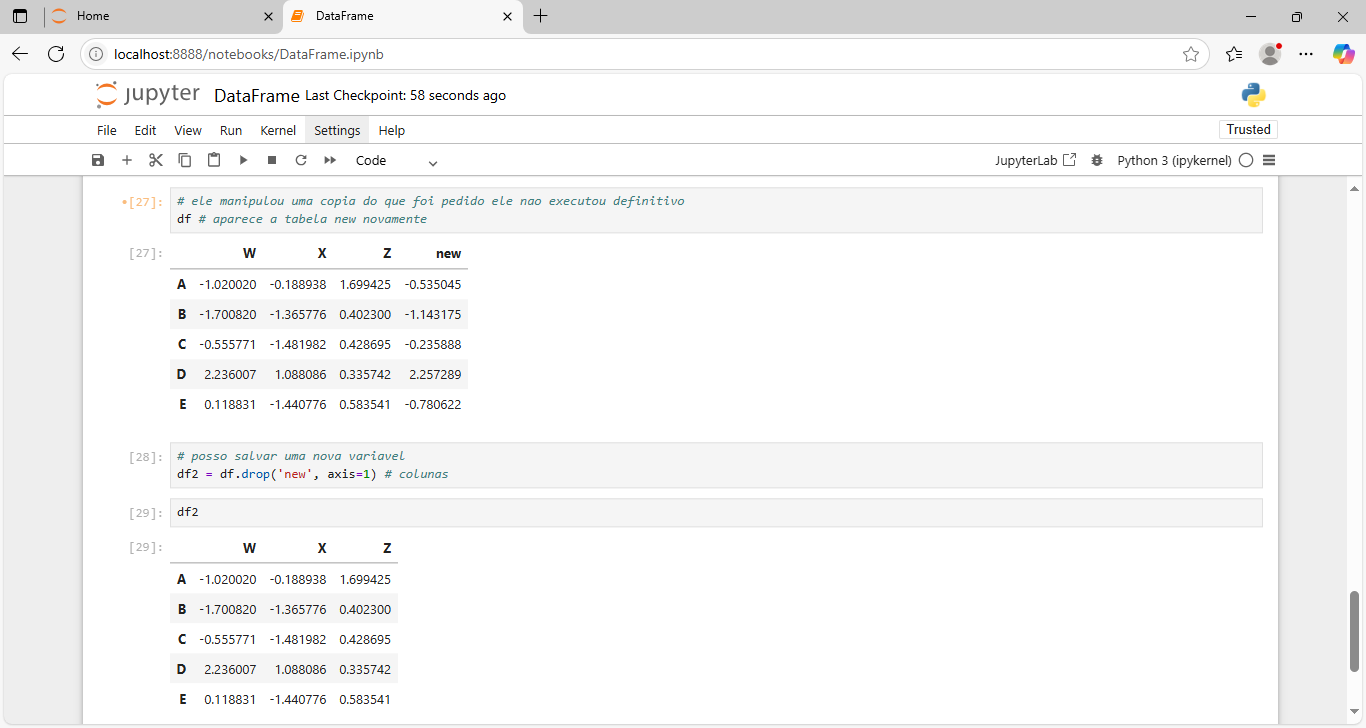 Home
DataFrame
localhost:8888/notebooks/DataFrame.ipynb
jupyter DataFrame Last Checkpoint: 58 seconds ago
File Edit View Run Kernel Settings Help
Trusted
Code
JupyterLab
Python 3 (ipykernel)
[27]: # ele manipulou uma copia do que foi pedido ele nao executou definitivo
df # aparece a tabela new novamente
[27]:
W X Z new
A -1.020020 -0.188938 1.699425 -0.535045
B -1.700820 -1.365776 0.402300 -1.143175
C -0.555771 -1.481982 0.428695 -0.235888
D 2.236007 1.088086 0.335742 2.257289
E 0.118831 -1.440776 0.583541 -0.780622
[28]: # posso salvar uma nova variavel
df2 = df.drop('new', axis=1) # colunas
[29]: df2
[29]:
W X Z
A -1.020020 -0.188938 1.699425
B -1.700820 -1.365776 0.402300
C -0.555771 -1.481982 0.428695
D 2.236007 1.088086 0.335742
E 0.118831 -1.440776 0.583541